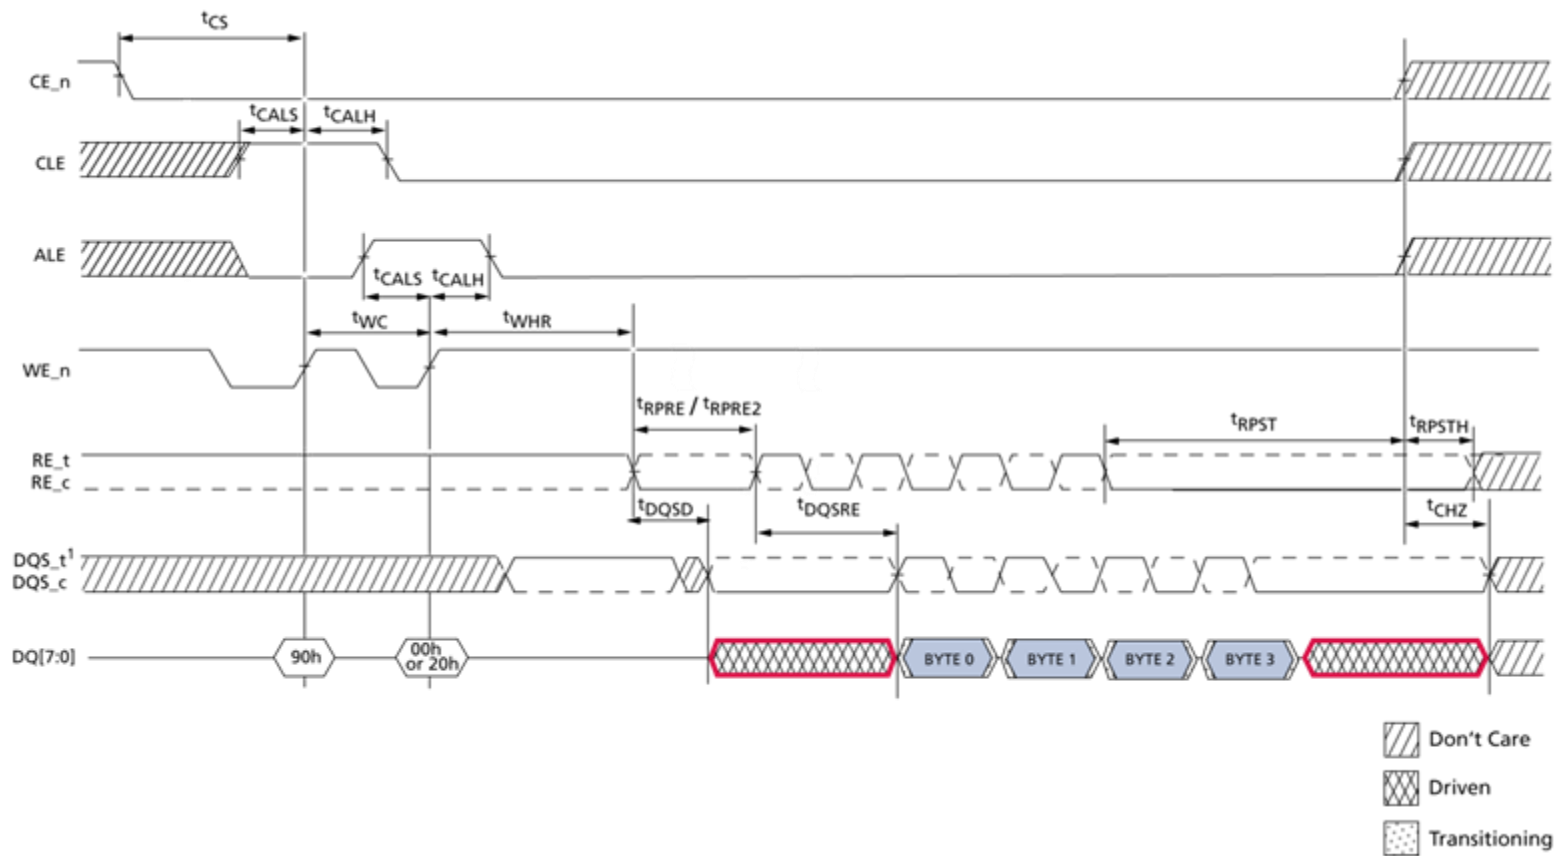 tCS
CE_n
tCALS tCALH
CLE
ALE
tCALS tCALH
tWC tWHR
WE_n
tRPRE / tRPRE2
tRPST tRPSTH
RE_t
RE_c
tDQSD tDQSRE tCHZ
DQS_t1
DQS_c
DQ[7:0] 90h 00h
or 20h BYTE 0 BYTE 1 BYTE 2 BYTE 3
Don't Care
Driven
Transitioning